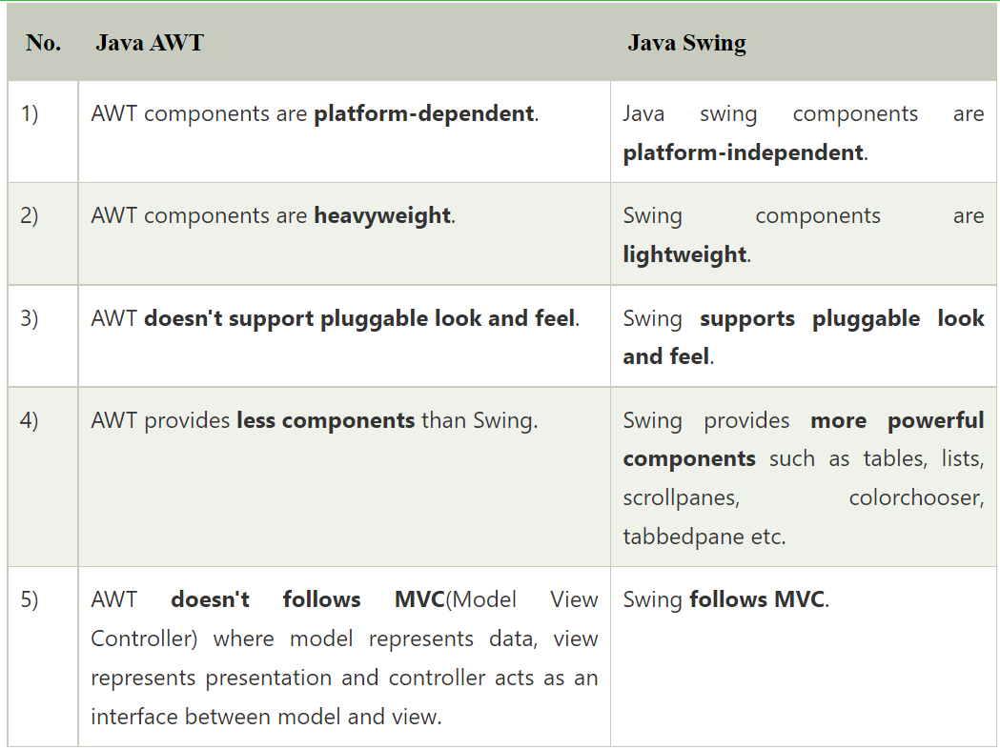 No. Java AWT Java Swing
1) AWT components are platform-dependent. Java swing components are
platform-independent.
2) AWT components are heavyweight. Swing components are
lightweight.
3) AWT doesn't support pluggable look and feel. Swing supports pluggable look
and feel.
4) AWT provides less components than Swing. Swing provides more powerful
components such as tables, lists,
scrollpanes, colorchooser,
tabbedpane etc.
5) AWT doesn't follows MVC(Model View
Controller) where model represents data, view
represents presentation and controller acts as an
interface between model and view.
Swing follows MVC.